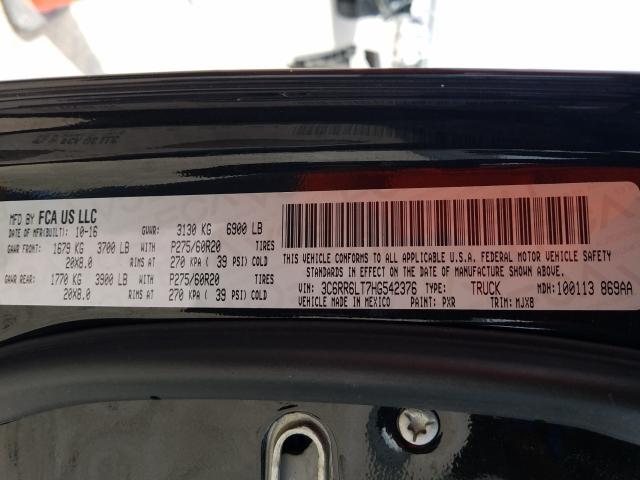 MFD BY FCA US LLC
DATE OF MFR(BUILT): 10-16 GVWR: 3130 KG 6900 LB
GAWR FRONT: 1679 KG 3700 LB WITH P275/60R20 TIRES
20X8.0 RIMS AT 270 KPA ( 39 PSI) COLD
GAWR REAR: 1770 KG 3900 LB WITH P275/60R20 TIRES
20X8.0 RIMS AT 270 KPA ( 39 PSI) COLD
THIS VEHICLE CONFORMS TO ALL APPLICABLE U.S.A. FEDERAL MOTOR VEHICLE SAFETY
STANDARDS IN EFFECT ON THE DATE OF MANUFACTURE SHOWN ABOVE.
VIN: 3C6RR6LT7HG542376 TYPE: TRUCK MDH: 100113 869AA
MADE IN MEXICO PAINT: PXR TRIM: MJX8